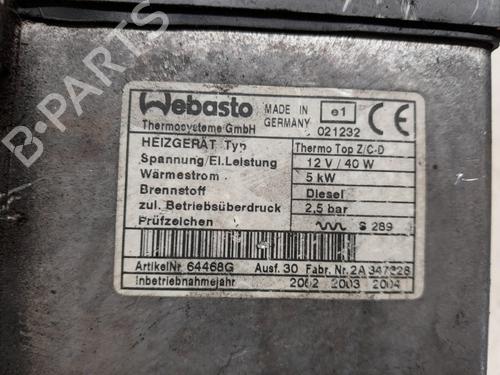 B-PARTS
Webasto
Thermosysteme GmbH
MADE IN
GERMANY
e1
021232
CE
HEIZGERÄT Typ Thermo Top Z/C-D
Spannung/El.Leistung 12 V / 40 W
Wärmestrom 5 kW
Brennstoff Diesel
zul. Betriebsüberdruck 2,5 bar
Prüfzeichen S 289
ArtikelNr. 64468G Ausf. 30 Fabr. Nr. 2A 347228
Inbetriebnahmejahr 2002 2003 2004